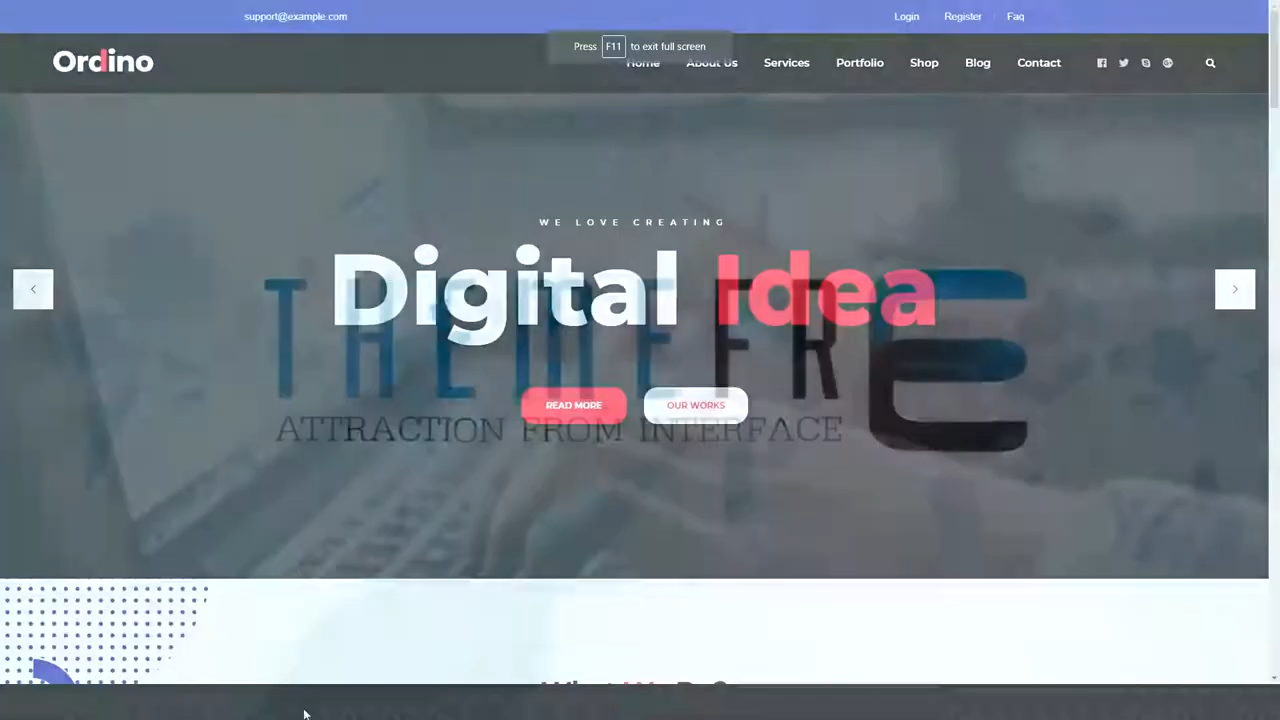 support@example.com
Login
Register
Faq
Press F11 to exit full screen
Ordino
Home
About Us
Services
Portfolio
Shop
Blog
Contact
WE LOVE CREATING
Digital Idea
THEMEFRE
READ MORE
OUR WORKS
ATTRACTION FROM INTERFACE